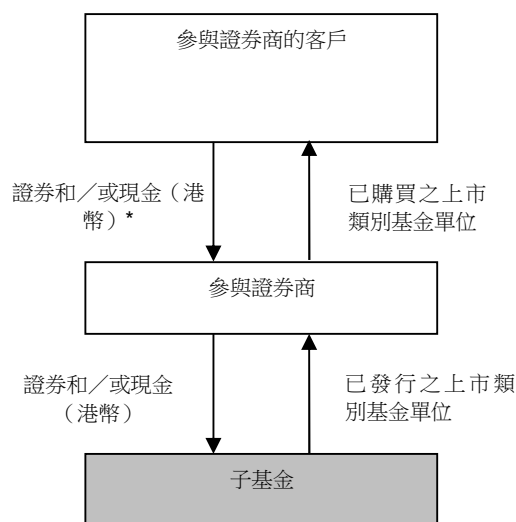 參與證券商的客戶
證券和／或現金（港
幣）*
已購買之上市
類別基金單位
參與證券商
證券和／或現金
（港幣）
已發行之上市類
別基金單位
子基金